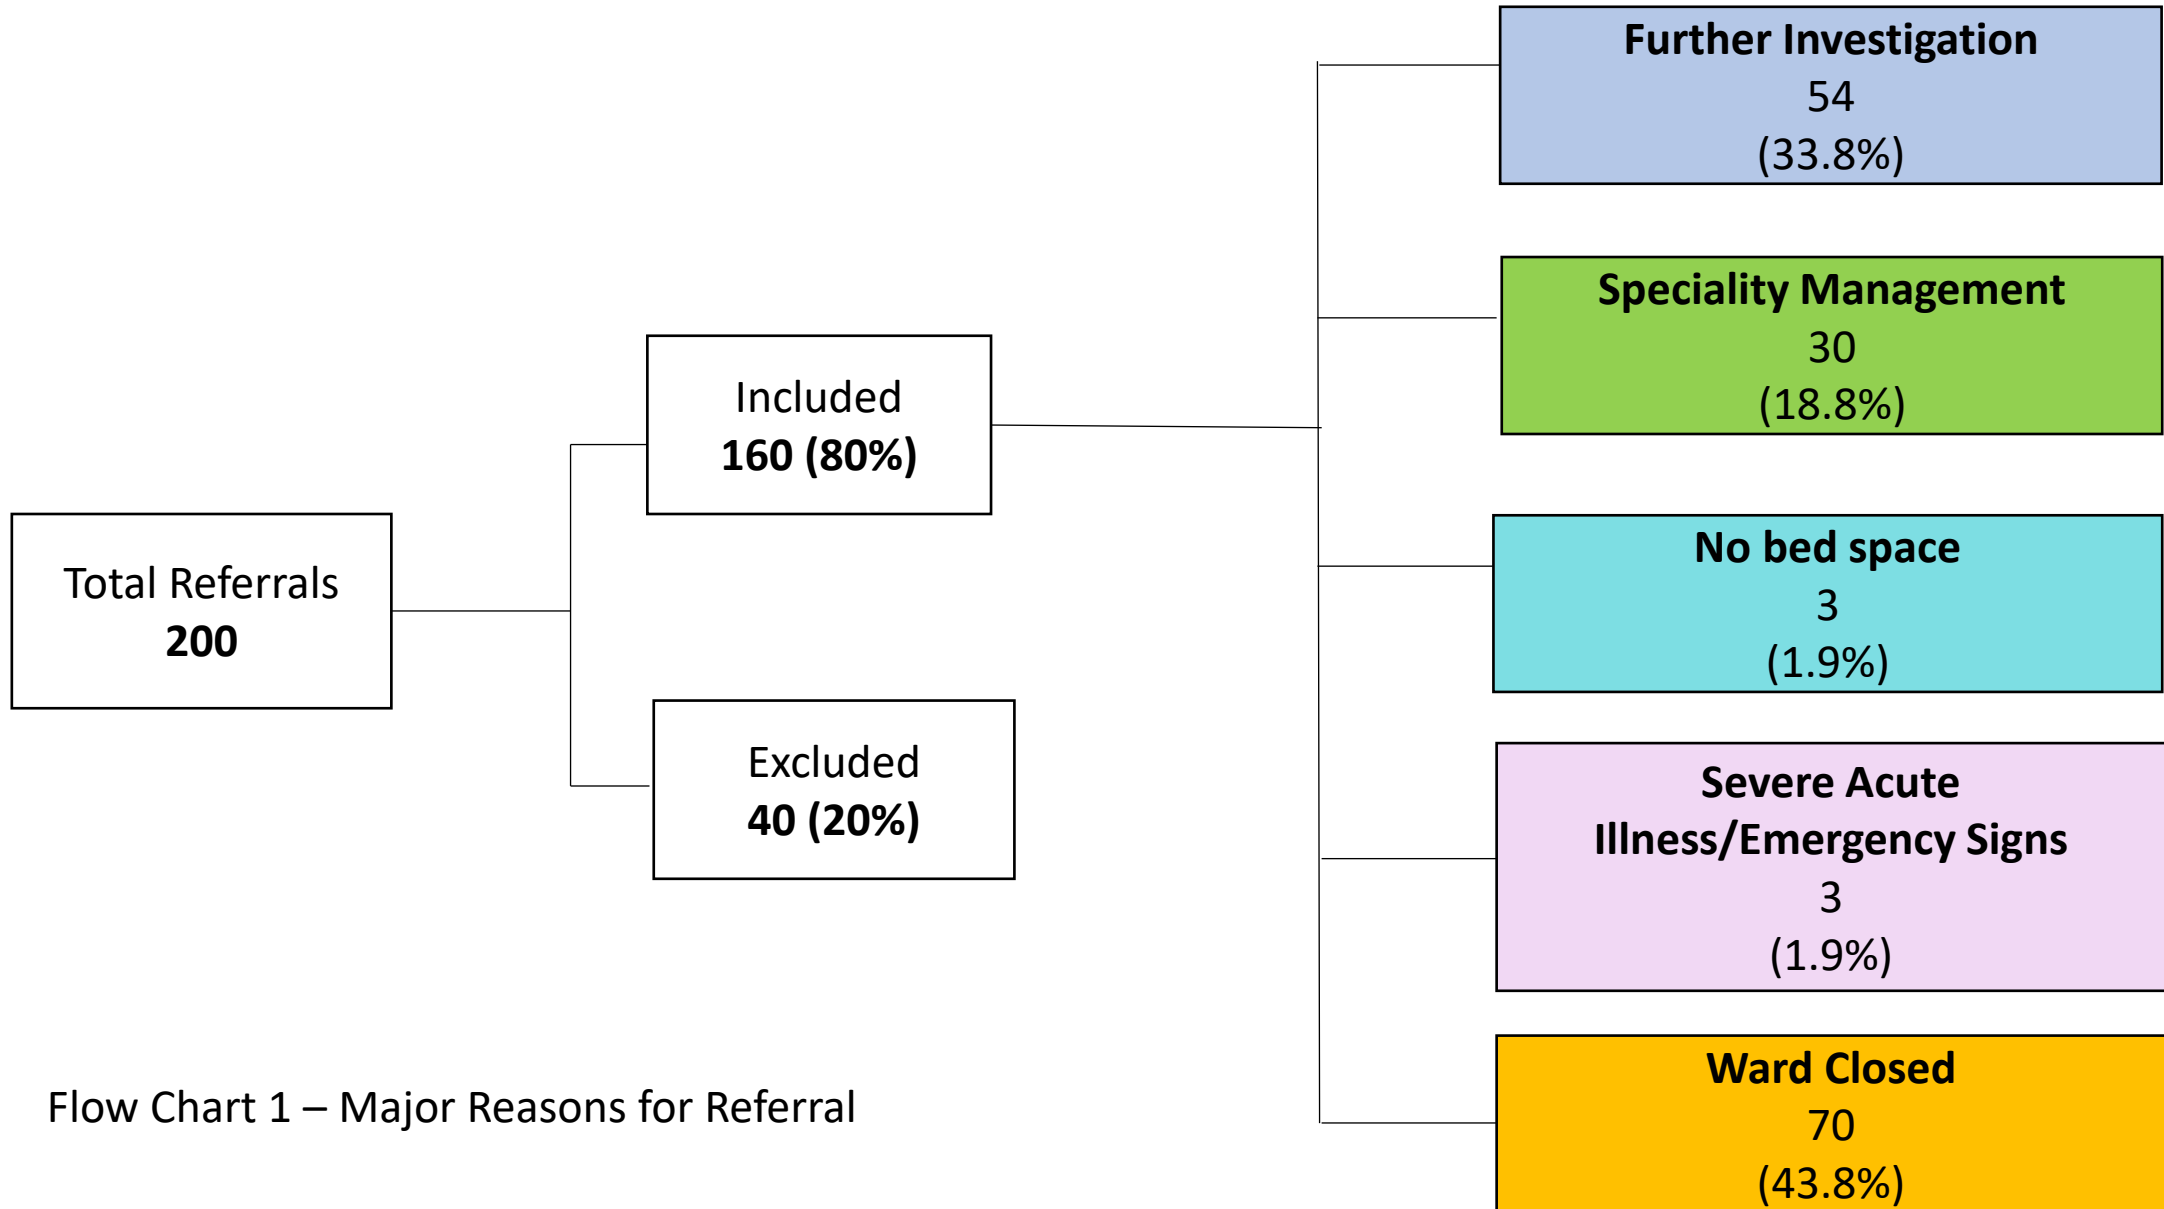 Total Referrals
200
Included
160 (80%)
Excluded
40 (20%)
Further Investigation
54
(33.8%)
Speciality Management
30
(18.8%)
No bed space
3
(1.9%)
Severe Acute
Illness/Emergency Signs
3
(1.9%)
Ward Closed
70
(43.8%)
Flow Chart 1 – Major Reasons for Referral